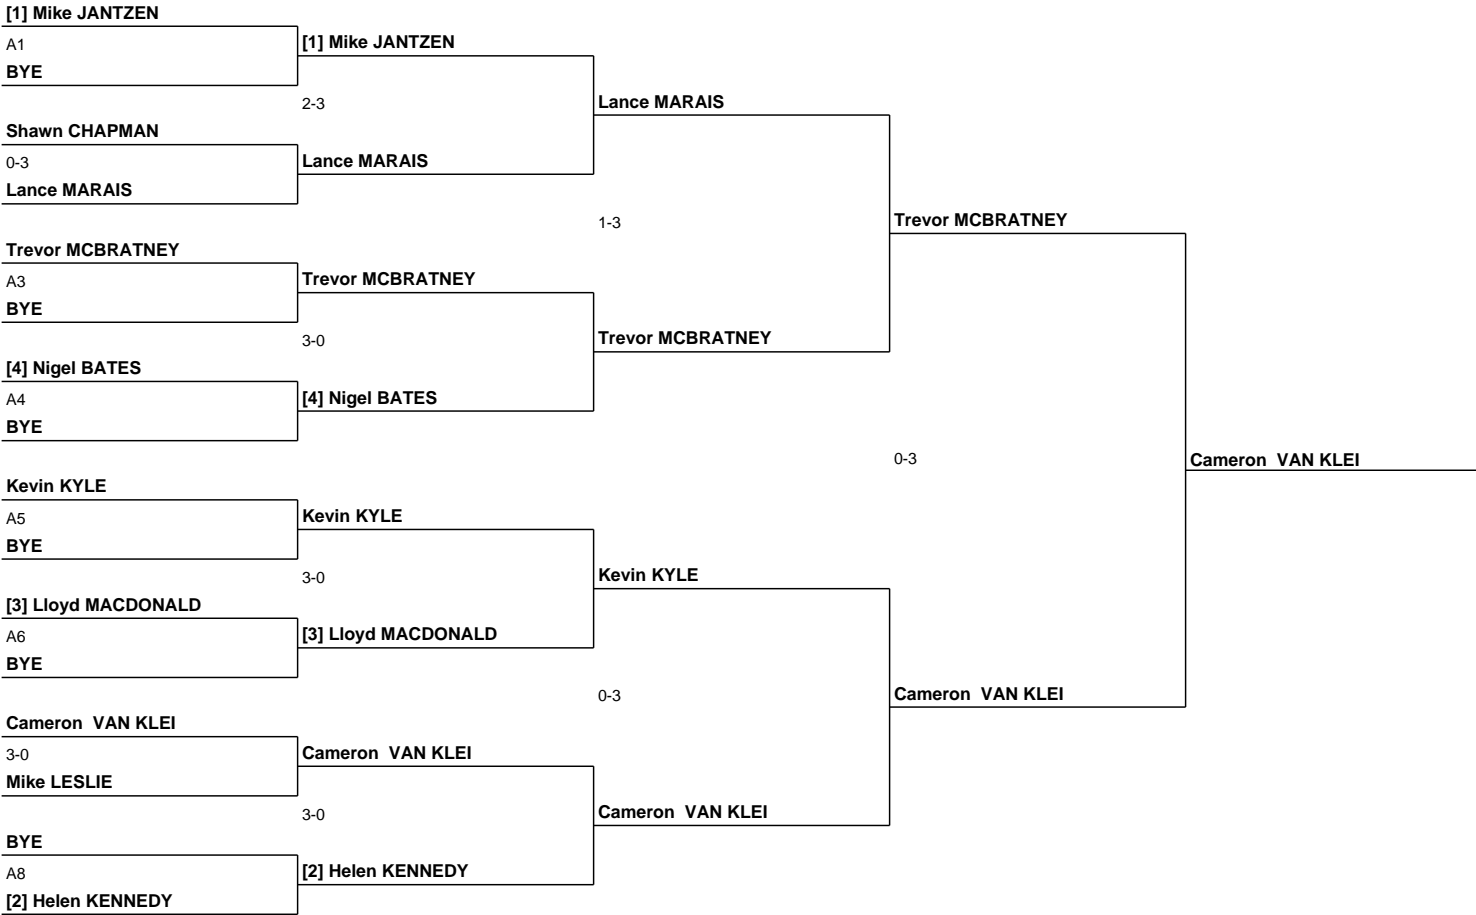 [1] Mike JANTZEN
A1
BYE
Shawn CHAPMAN
0-3
Lance MARAIS
Trevor MCBRATNEY
A3
BYE
[4] Nigel BATES
A4
BYE
Kevin KYLE
A5
BYE
[3] Lloyd MACDONALD
A6
BYE
Cameron  VAN KLEI
3-0
Mike LESLIE
BYE
A8
[2] Helen KENNEDY
[1] Mike JANTZEN
2-3
Lance MARAIS
Trevor MCBRATNEY
3-0
[4] Nigel BATES
Kevin KYLE
3-0
[3] Lloyd MACDONALD
Cameron  VAN KLEI
3-0
[2] Helen KENNEDY
Lance MARAIS
1-3
Trevor MCBRATNEY
Kevin KYLE
0-3
Cameron  VAN KLEI
Trevor MCBRATNEY
0-3
Cameron  VAN KLEI
Cameron  VAN KLEI